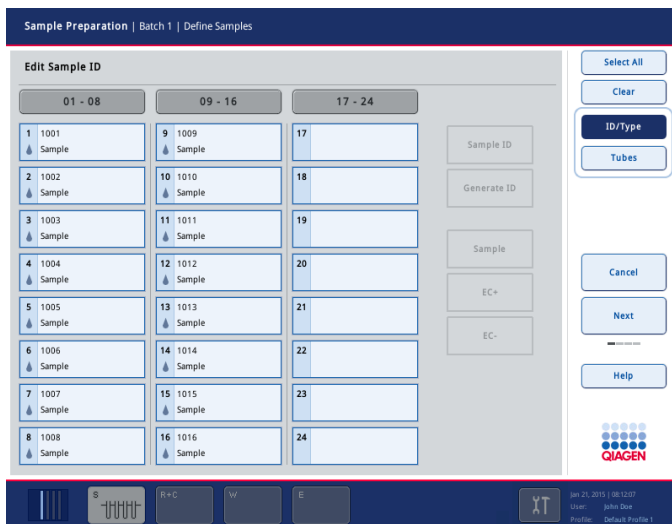 Sample Preparation | Batch 1 | Define Samples
Edit Sample ID
01 - 08
09 - 16
17 - 24
1 1001
Sample
2 1002
Sample
3 1003
Sample
4 1004
Sample
5 1005
Sample
6 1006
Sample
7 1007
Sample
8 1008
Sample
9 1009
Sample
10 1010
Sample
11 1011
Sample
12 1012
Sample
13 1013
Sample
14 1014
Sample
15 1015
Sample
16 1016
Sample
17
18
19
20
21
22
23
24
Sample ID
Generate ID
Sample
EC+
EC-
Select All
Clear
ID/Type
Tubes
Cancel
Next
Help
QIAGEN
S
R+C
W
E
Jan 21, 2015 | 08:12:07
User: John Doe
Profile: Default Profile 1